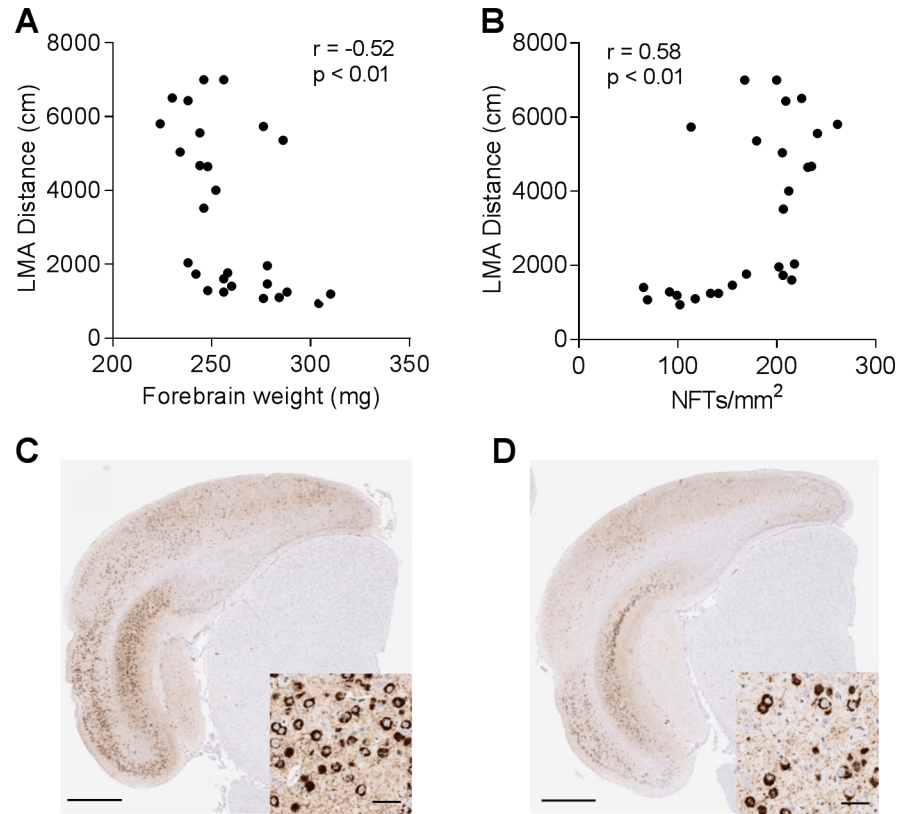 A
8000
6000
4000
2000
0
LMA Distance (cm)
r = -0.52
p < 0.01
200
250
300
350
Forebrain weight (mg)
B
8000
6000
4000
2000
0
LMA Distance (cm)
r = 0.58
p < 0.01
0
100
200
300
NFTs/mm²
C
D